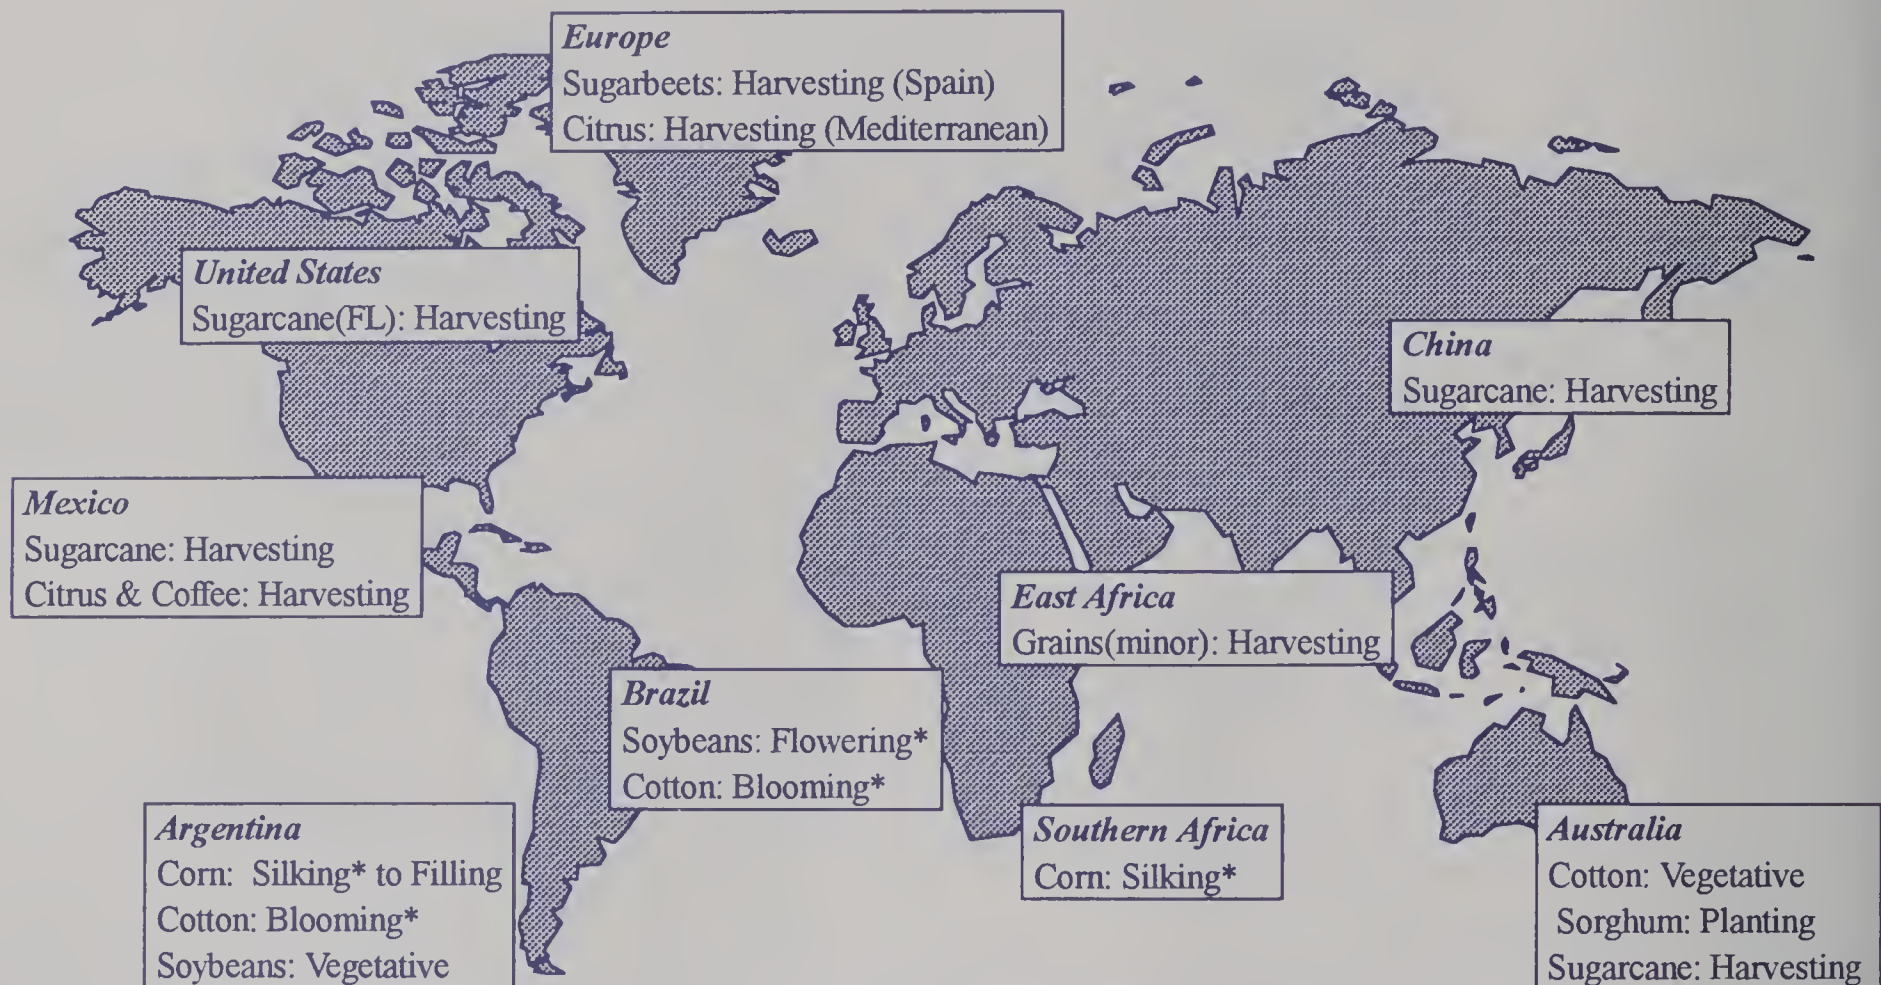 Europe
Sugarbeets: Harvesting (Spain)
Citrus: Harvesting (Mediterranean)
United States
Sugarcane(FL): Harvesting
China
Sugarcane: Harvesting
Mexico
Sugarcane: Harvesting
Citrus & Coffee: Harvesting
East Africa
Grains(minor): Harvesting
Brazil
Soybeans: Flowering*
Cotton: Blooming*
Argentina
Corn: Silking* to Filling
Cotton: Blooming*
Soybeans: Vegetative
Southern Africa
Corn: Silking*
Australia
Cotton: Vegetative
Sorghum: Planting
Sugarcane: Harvesting